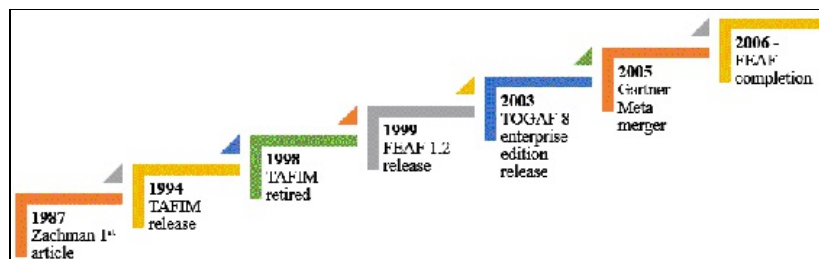 1987
Zachman 1st
article
1994
TAFIM
release
1998
TAFIM
retired
1999
FEAF 1.2
release
2003
TOGAF 8
enterprise
edition
release
2005
Gartner
Meta
merger
2006 -
FEAF
completion